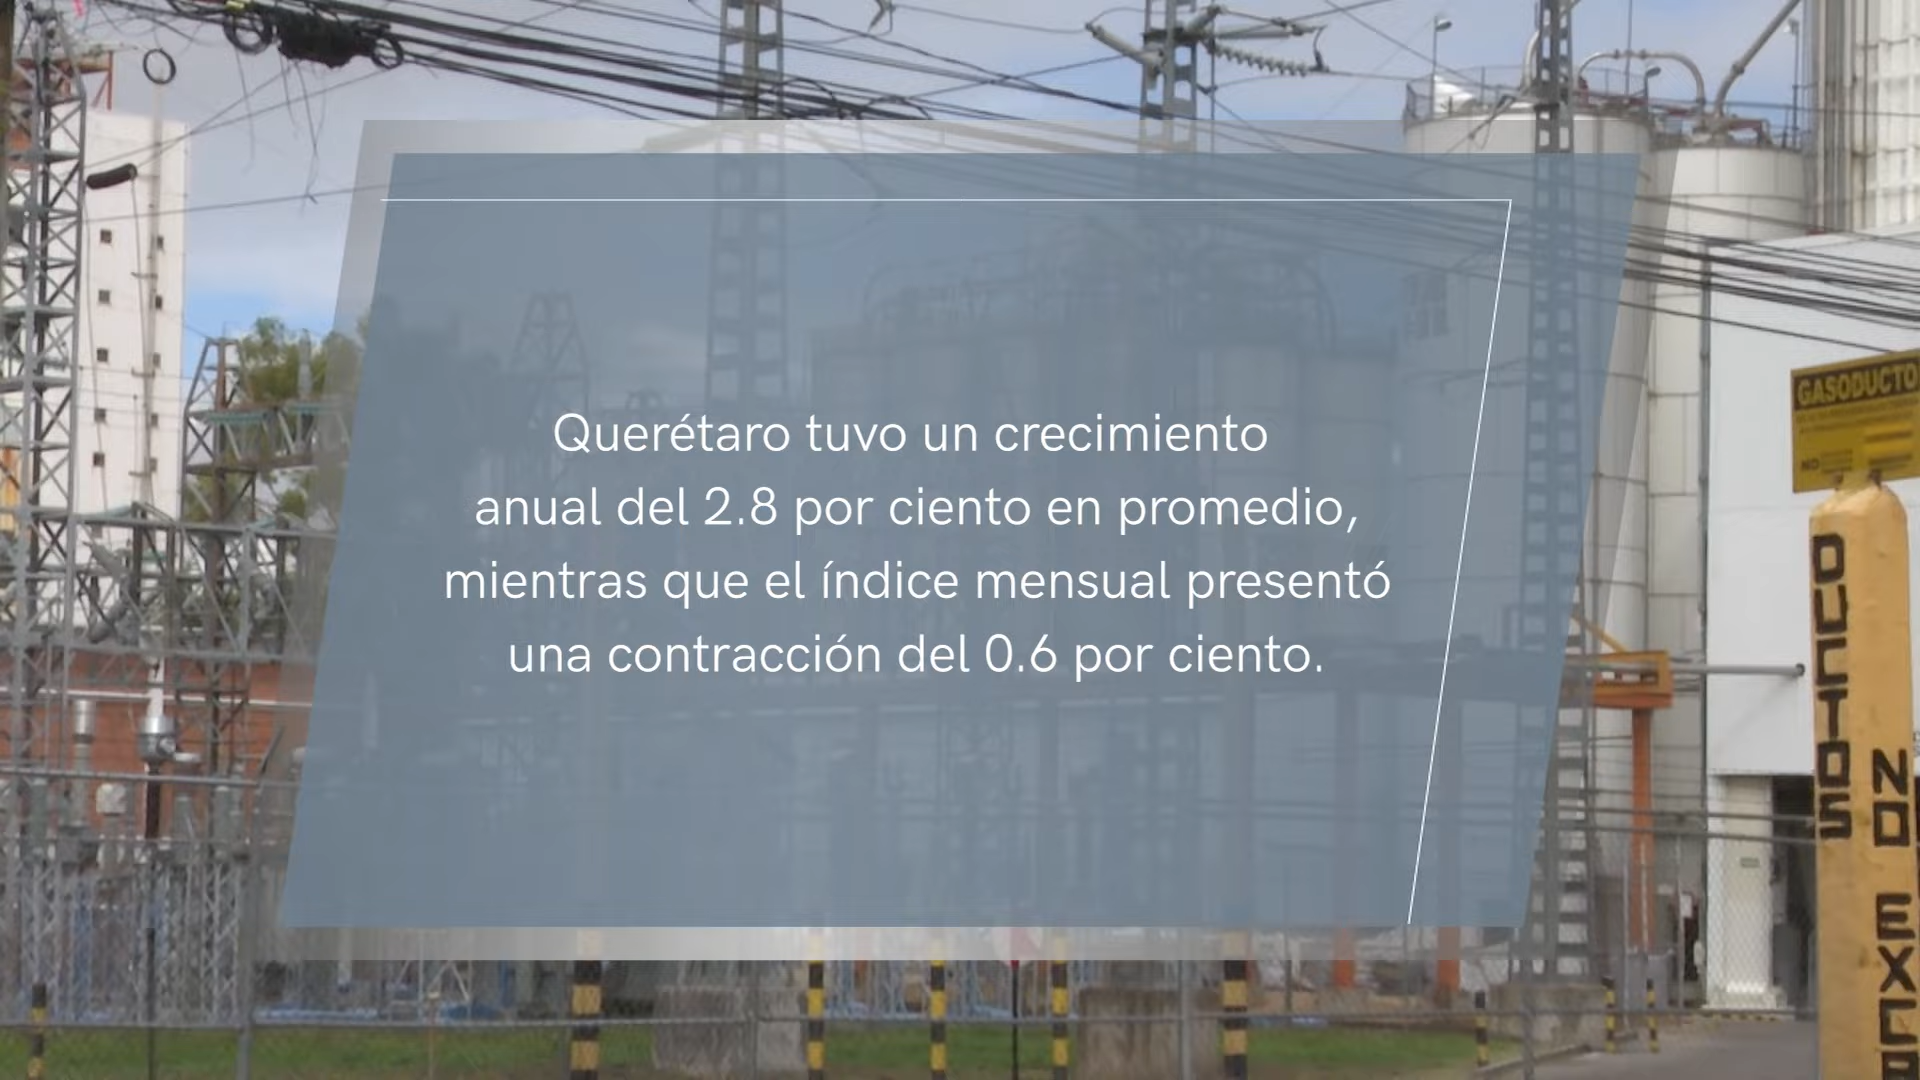 Querétaro tuvo un crecimiento
anual del 2.8 por ciento en promedio,
mientras que el índice mensual presentó
una contracción del 0.6 por ciento.
GASODUCTO
NO
DUCTOS
NO